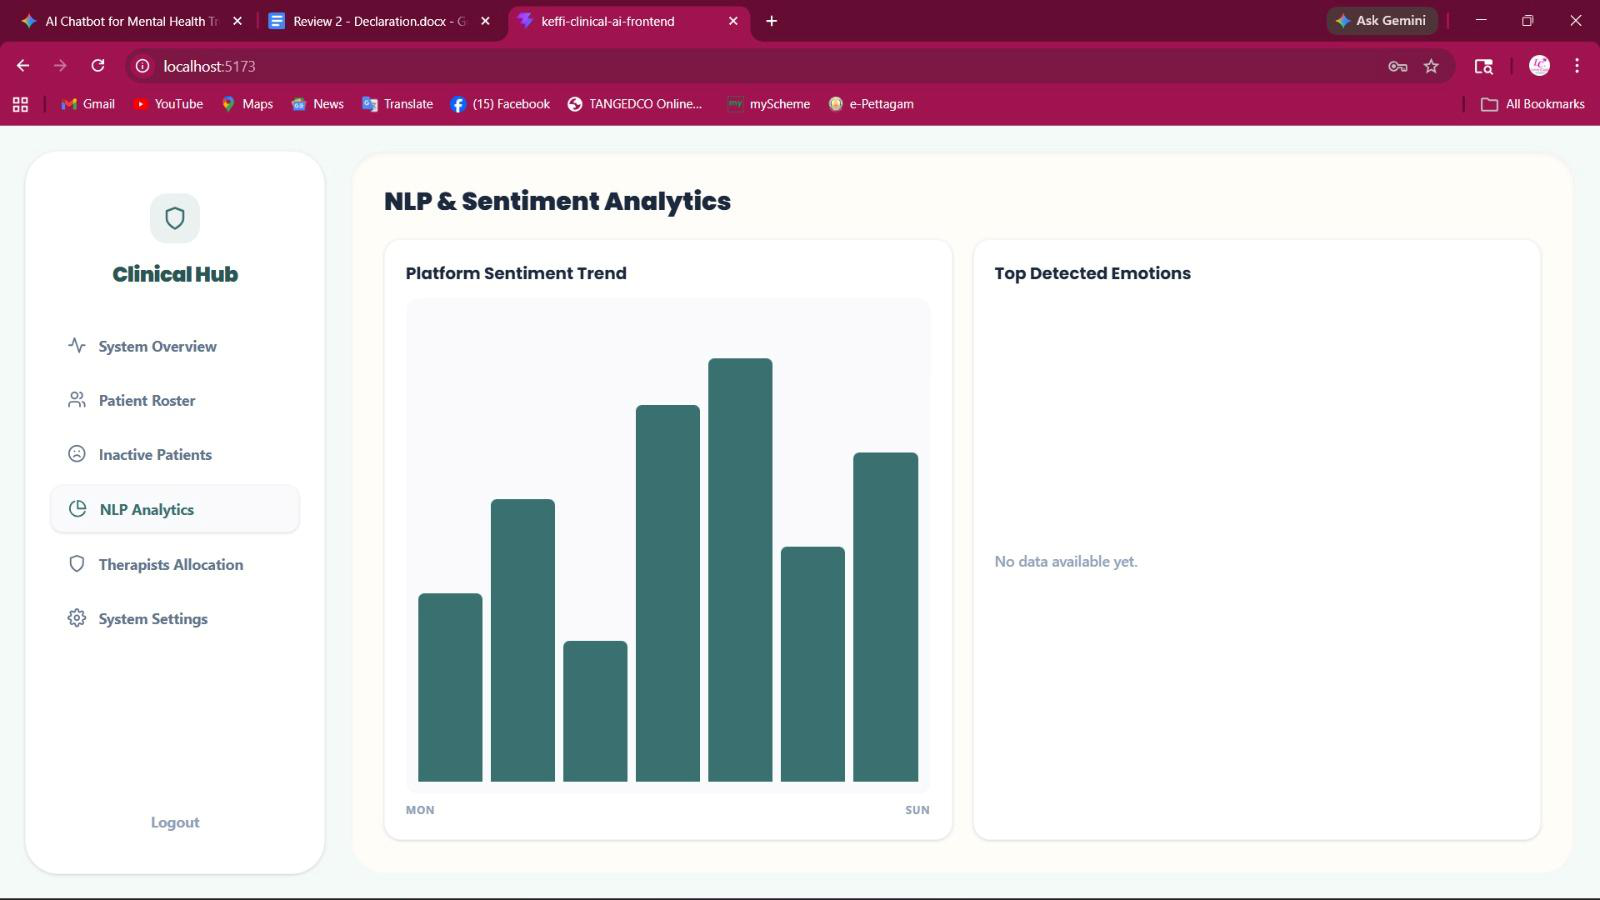 AI Chatbot for Mental Health Tr
Review 2 - Declaration.docx - G
keffi-clinical-ai-frontend
Ask Gemini
localhost:5173
Gmail
YouTube
Maps
News
Translate
(15) Facebook
TANGEDCO Online...
myScheme
e-Pettagam
All Bookmarks
Clinical Hub
System Overview
Patient Roster
Inactive Patients
NLP Analytics
Therapists Allocation
System Settings
Logout
NLP & Sentiment Analytics
Platform Sentiment Trend
MON
SUN
Top Detected Emotions
No data available yet.